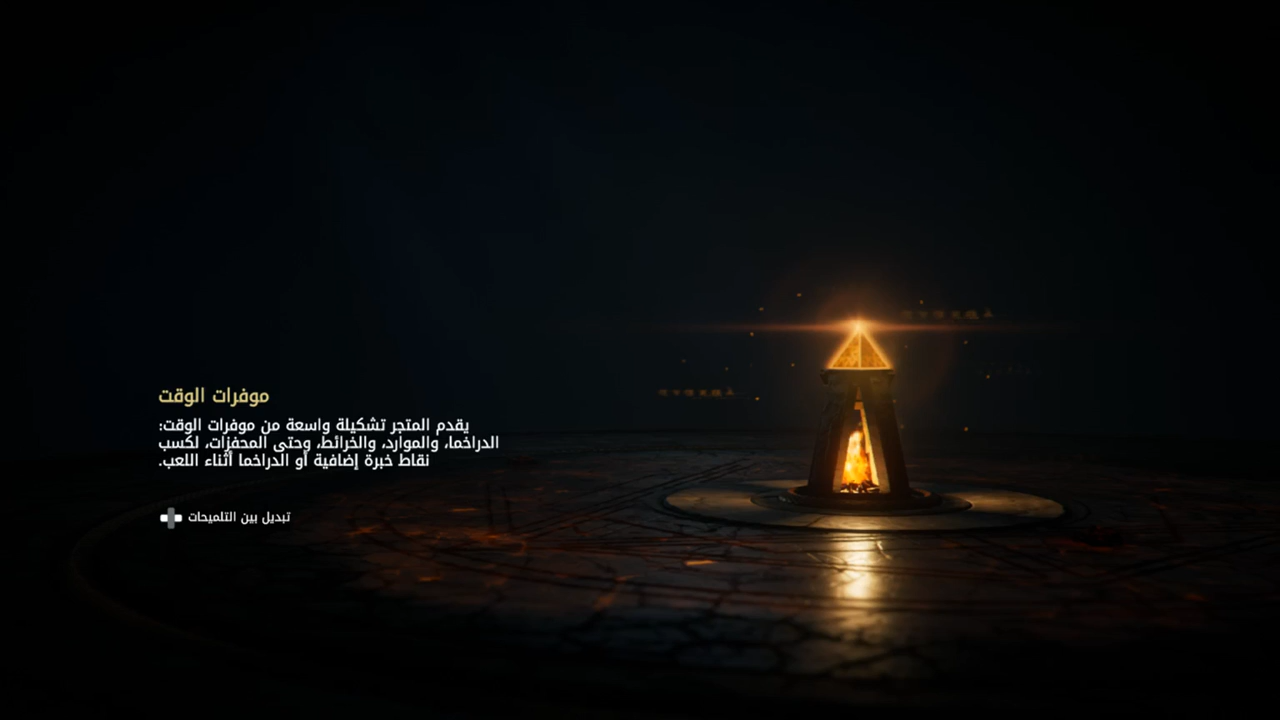 موفرات الوقت
يقدم المتجر تشكيلة واسعة من موفرات الوقت:
الدراخما، والموارد، والخرائط، وحتى المحفزات، لكسب
نقاط خبرة إضافية أو الدراخما أثناء اللعب.
تبديل بين التلميحات